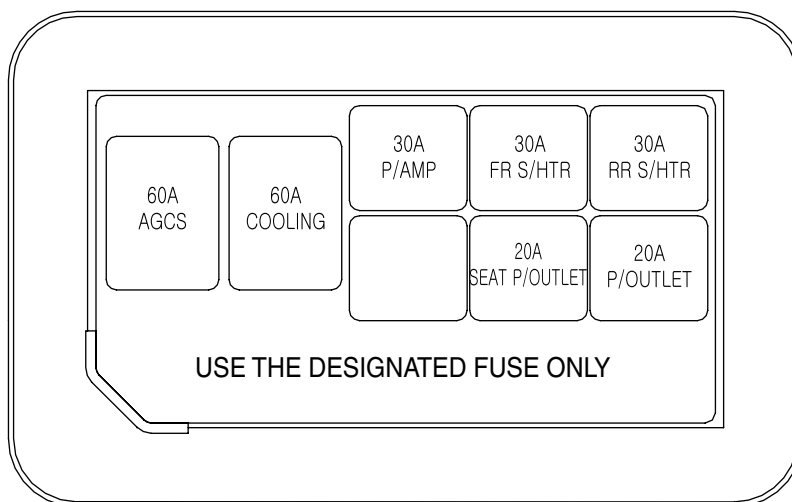 60A
AGCS
60A
COOLING
30A
P/AMP
30A
FR S/HTR
30A
RR S/HTR
20A
SEAT P/OUTLET
20A
P/OUTLET
USE THE DESIGNATED FUSE ONLY